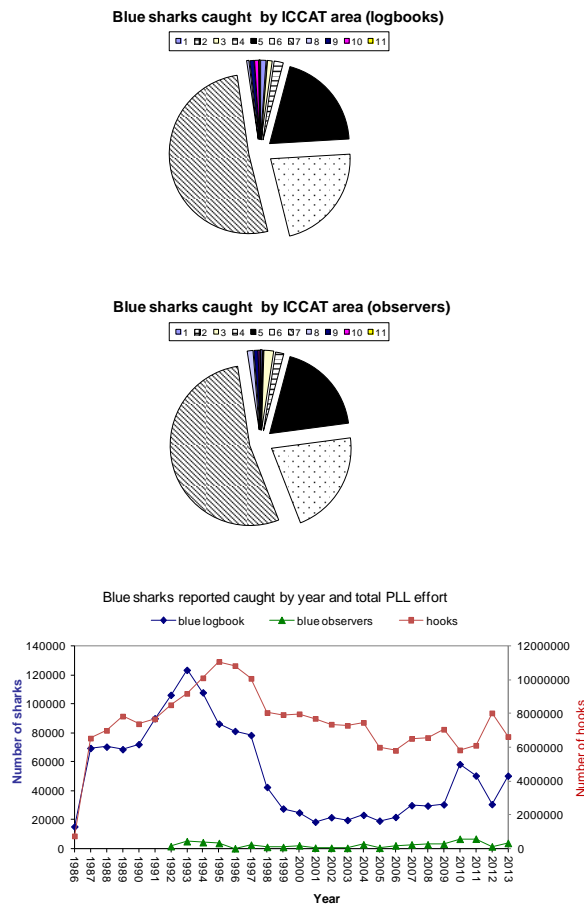 Blue sharks caught by ICCAT area (logbooks)
1 2 3 4 5 6 7 8 9 10 11
Blue sharks caught by ICCAT area (observers)
1 2 3 4 5 6 7 8 9 10 11
Blue sharks reported caught by year and total PLL effort
blue logbook blue observers hooks
Number of sharks
140000
120000
100000
80000
60000
40000
20000
0
12000000
10000000
8000000
6000000
4000000
2000000
0
Number of hooks
1986 1987 1988 1989 1990 1991 1992 1993 1994 1995 1996 1997 1998 1999 2000 2001 2002 2003 2004 2005 2006 2007 2008 2009 2010 2011 2012 2013
Year